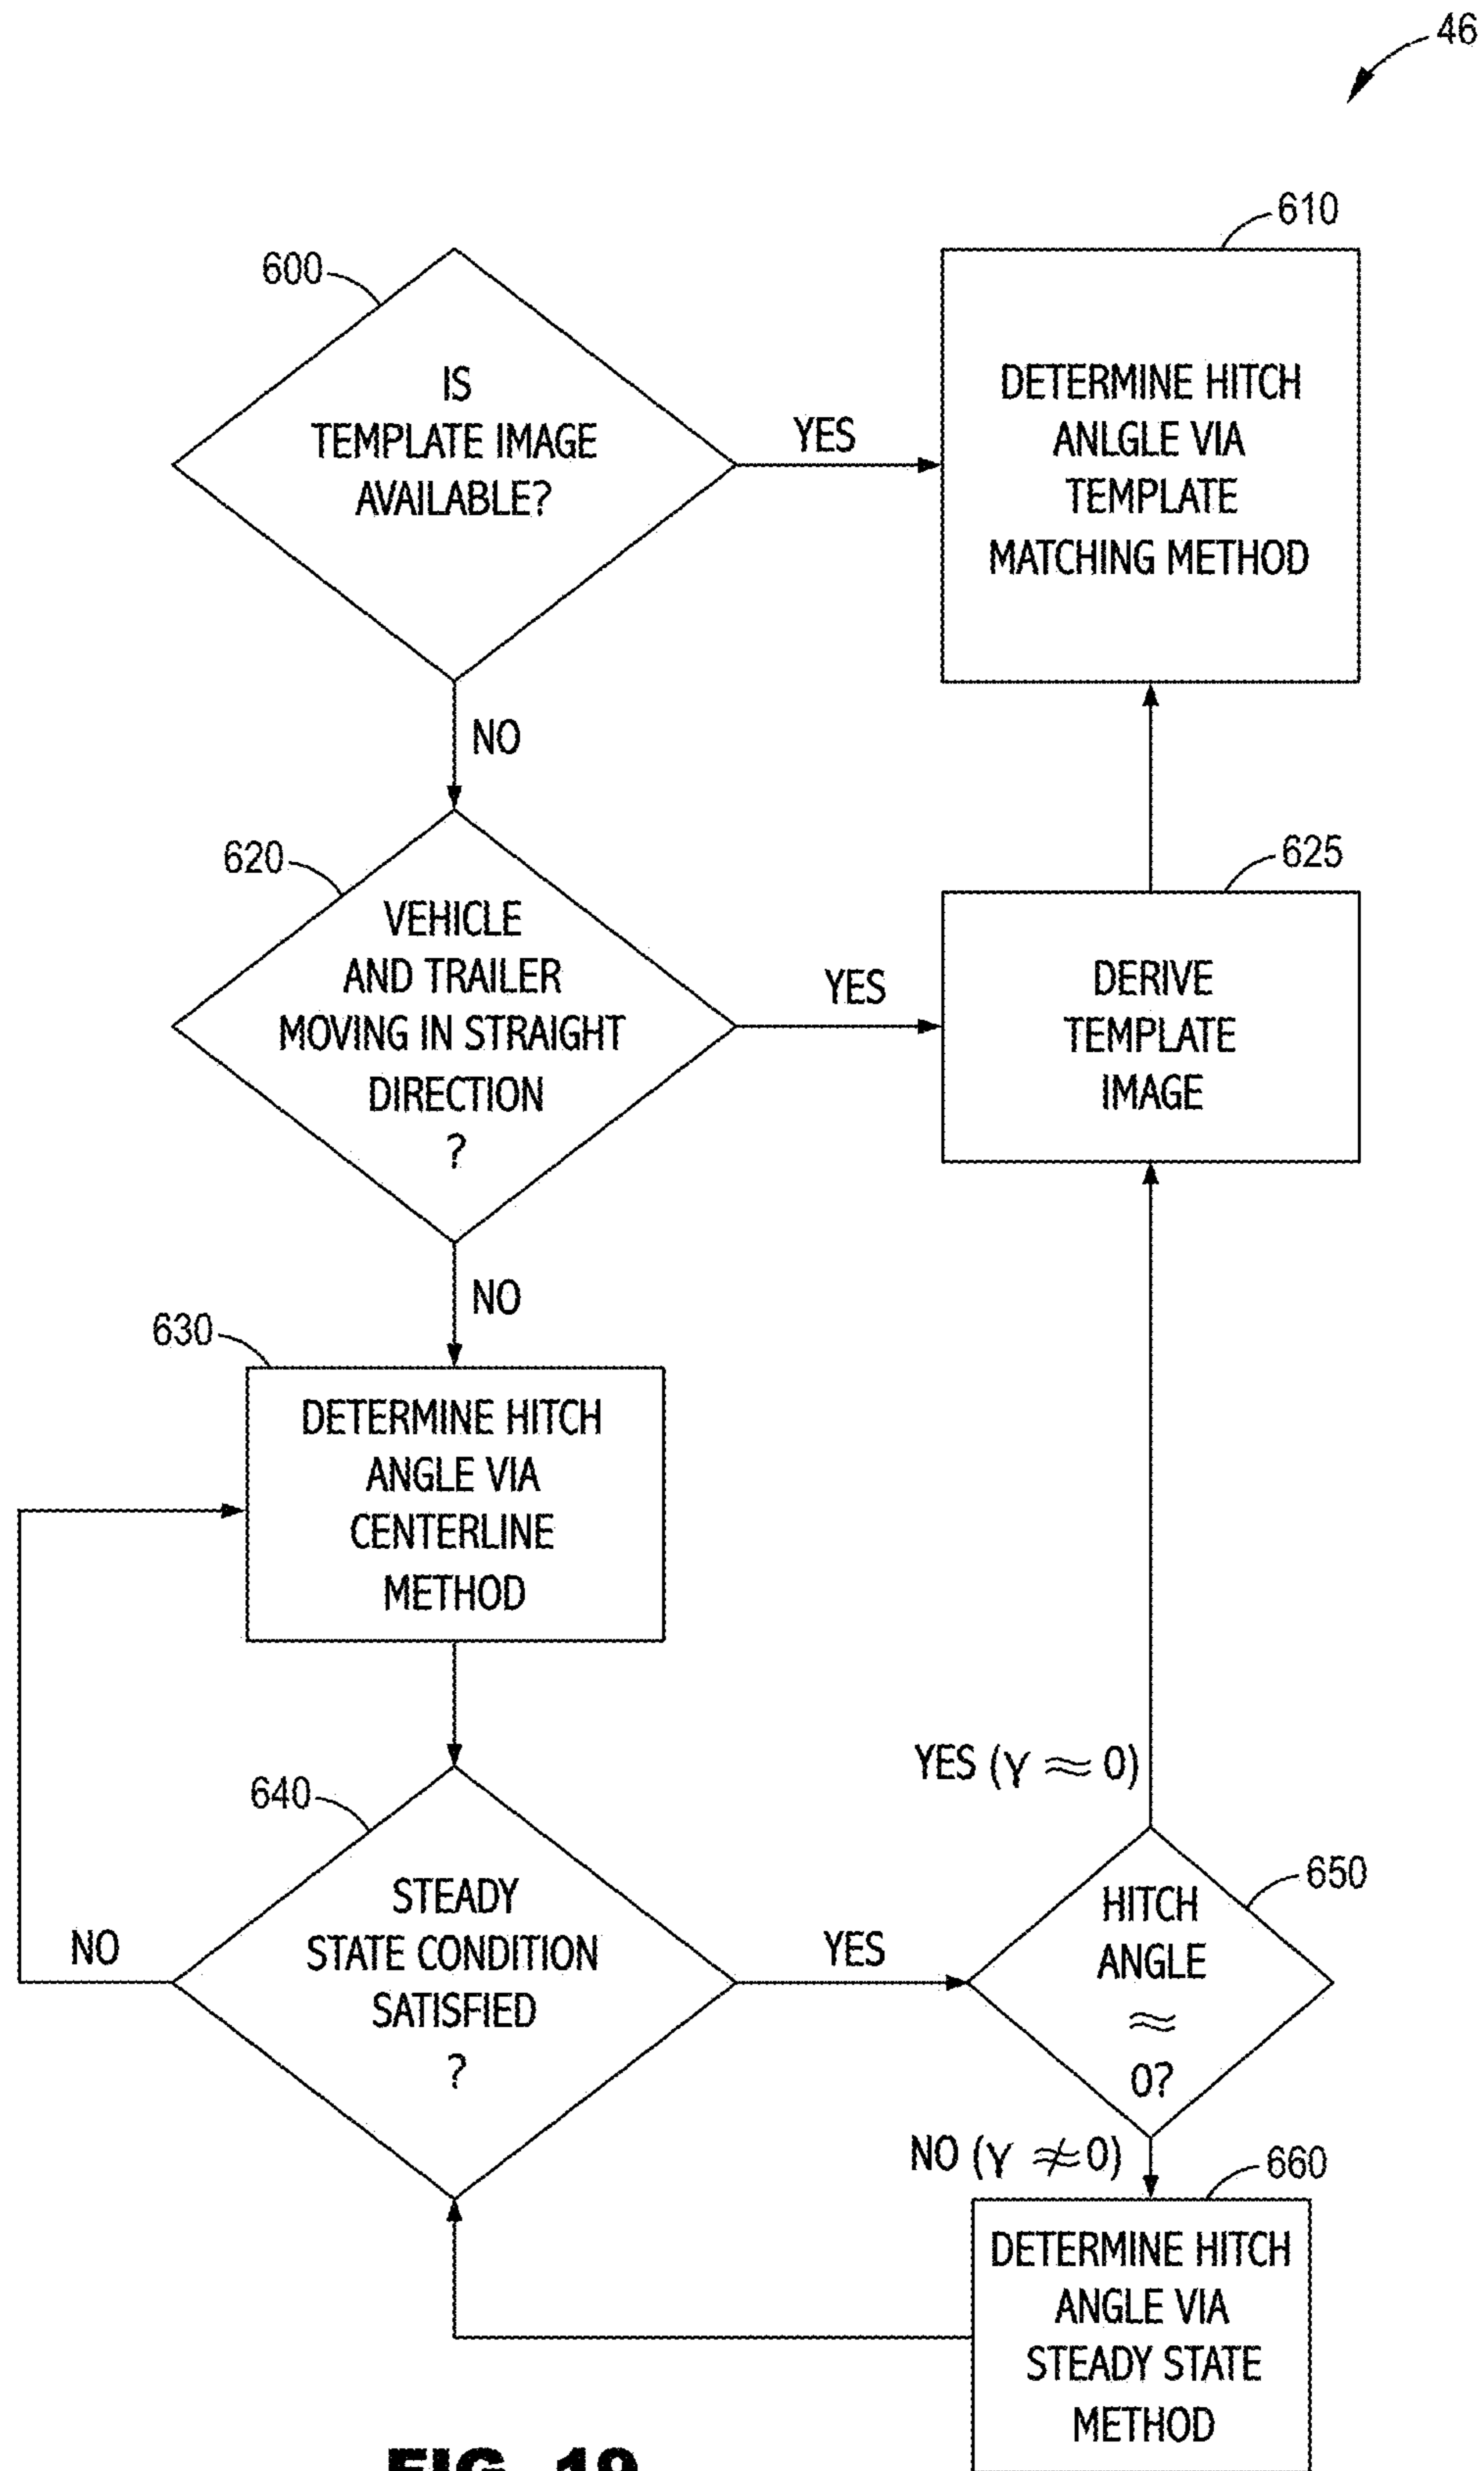 46
600
IS
TEMPLATE IMAGE
AVAILABLE?
YES
610
DETERMINE HITCH
ANLGLE VIA
TEMPLATE
MATCHING METHOD
NO
620
VEHICLE
AND TRAILER
MOVING IN STRAIGHT
DIRECTION
?
YES
625
DERIVE
TEMPLATE
IMAGE
NO
630
DETERMINE HITCH
ANGLE VIA
CENTERLINE
METHOD
640
STEADY
STATE CONDITION
SATISFIED
?
NO
YES
YES (γ ≈ 0)
650
HITCH
ANGLE
≈
0?
NO (γ ≉ 0)
660
DETERMINE HITCH
ANGLE VIA
STEADY STATE
METHOD
FIG.